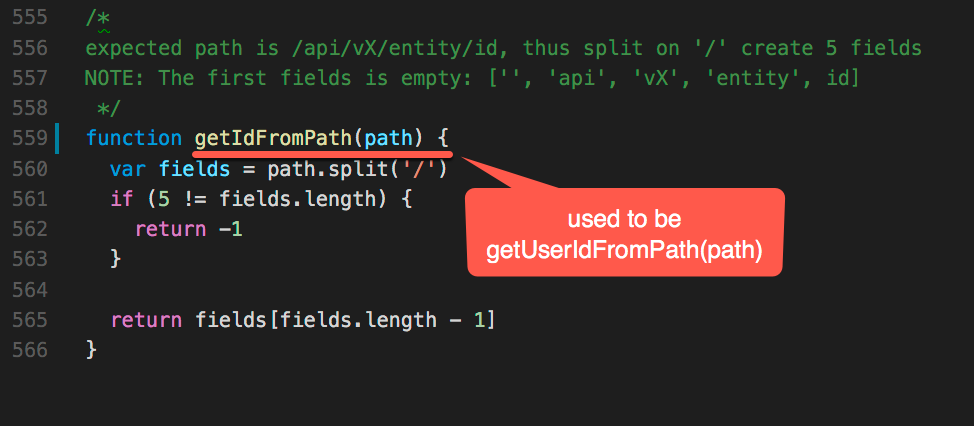 555 /*
556 expected path is /api/vX/entity/id, thus split on '/' create 5 fields
557 NOTE: The first fields is empty: ['', 'api', 'vX', 'entity', id]
558 */
559 function getIdFromPath(path) {
560 var fields = path.split('/')
561 if (5 != fields.length) {
562 return -1
563 }
564
565 return fields[fields.length - 1]
566 }
used to be
getUserIdFromPath(path)